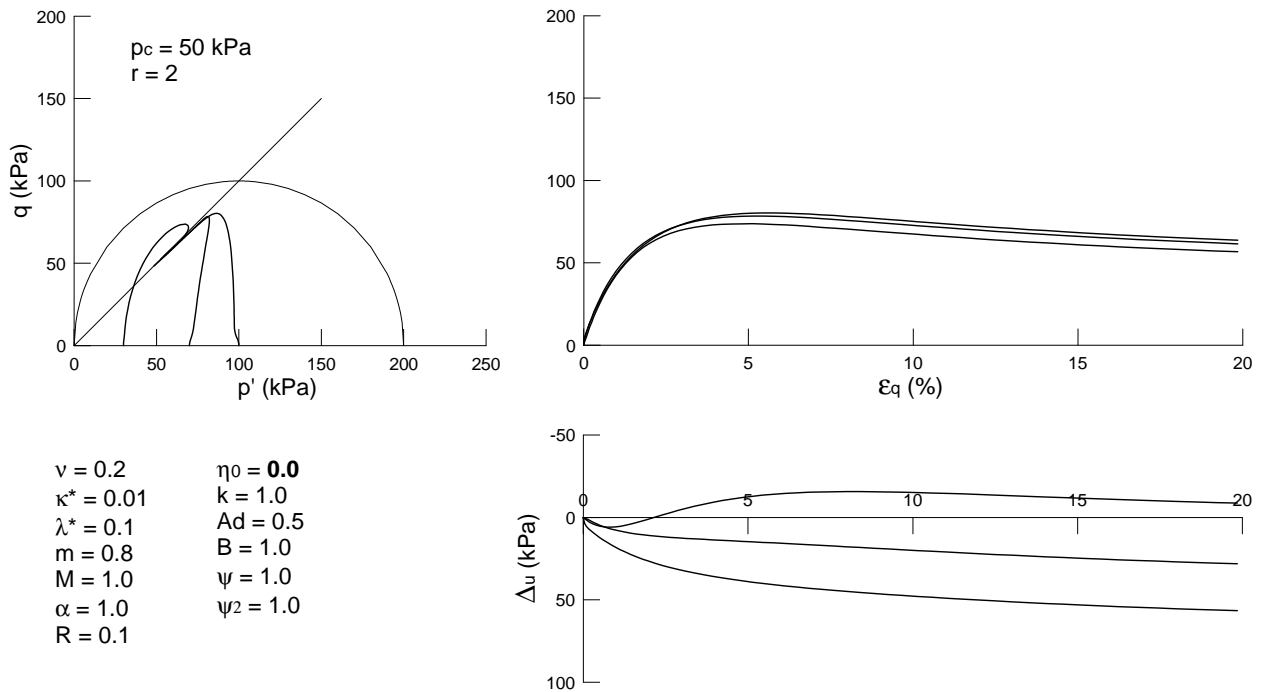 200
150
100
50
0
q (kPa)
pc = 50 kPa
r = 2
0 50 100 150 200 250
p' (kPa)
200
150
100
50
0
0 5 10 15 20
εq (%)
ν = 0.2
κ* = 0.01
λ* = 0.1
m = 0.8
M = 1.0
α = 1.0
R = 0.1
η0 = 0.0
k = 1.0
Ad = 0.5
B = 1.0
ψ = 1.0
ψ2 = 1.0
-50
0
50
100
Δu (kPa)
0 5 10 15 20